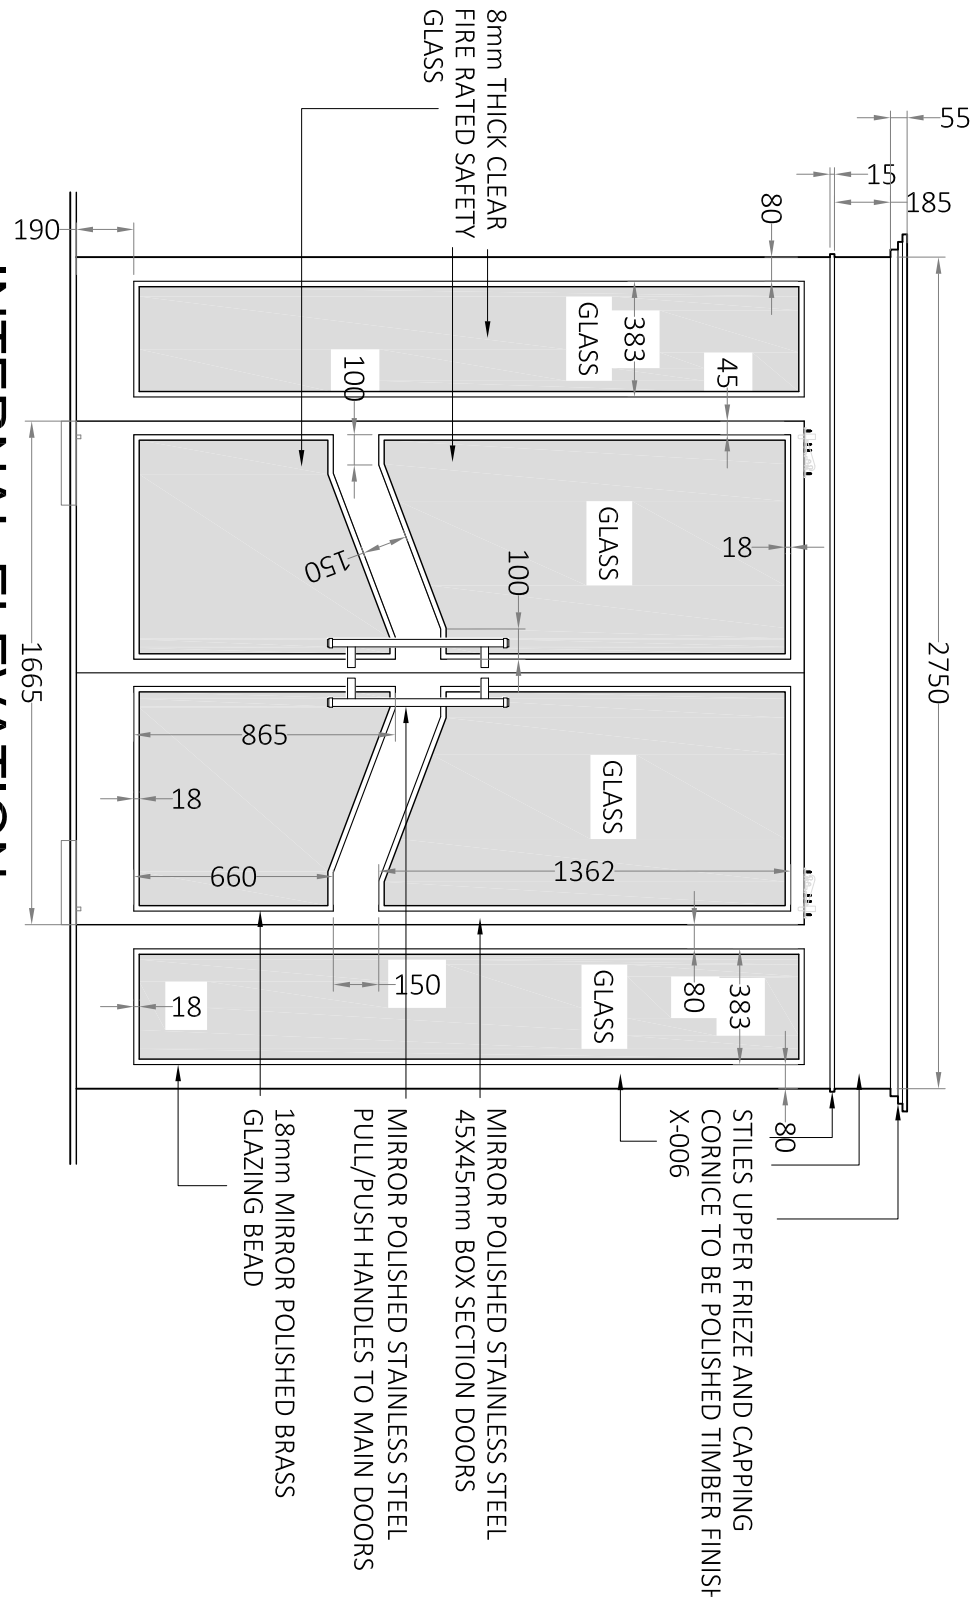 55
15
185
80
190
8mm THICK CLEAR
FIRE RATED SAFETY
GLASS
GLASS
383
45
100
GLASS
18
150
100
2750
1665
865
18
GLASS
660
1362
150
18
GLASS
80
383
80
STILES UPPER FRIEZE AND CAPPING
CORNICE TO BE POLISHED TIMBER FINISH
X-006
MIRROR POLISHED STAINLESS STEEL
45X45mm BOX SECTION DOORS
MIRROR POLISHED STAINLESS STEEL
PULL/PUSH HANDLES TO MAIN DOORS
18mm MIRROR POLISHED BRASS
GLAZING BEAD
INTERNAL ELEVATION